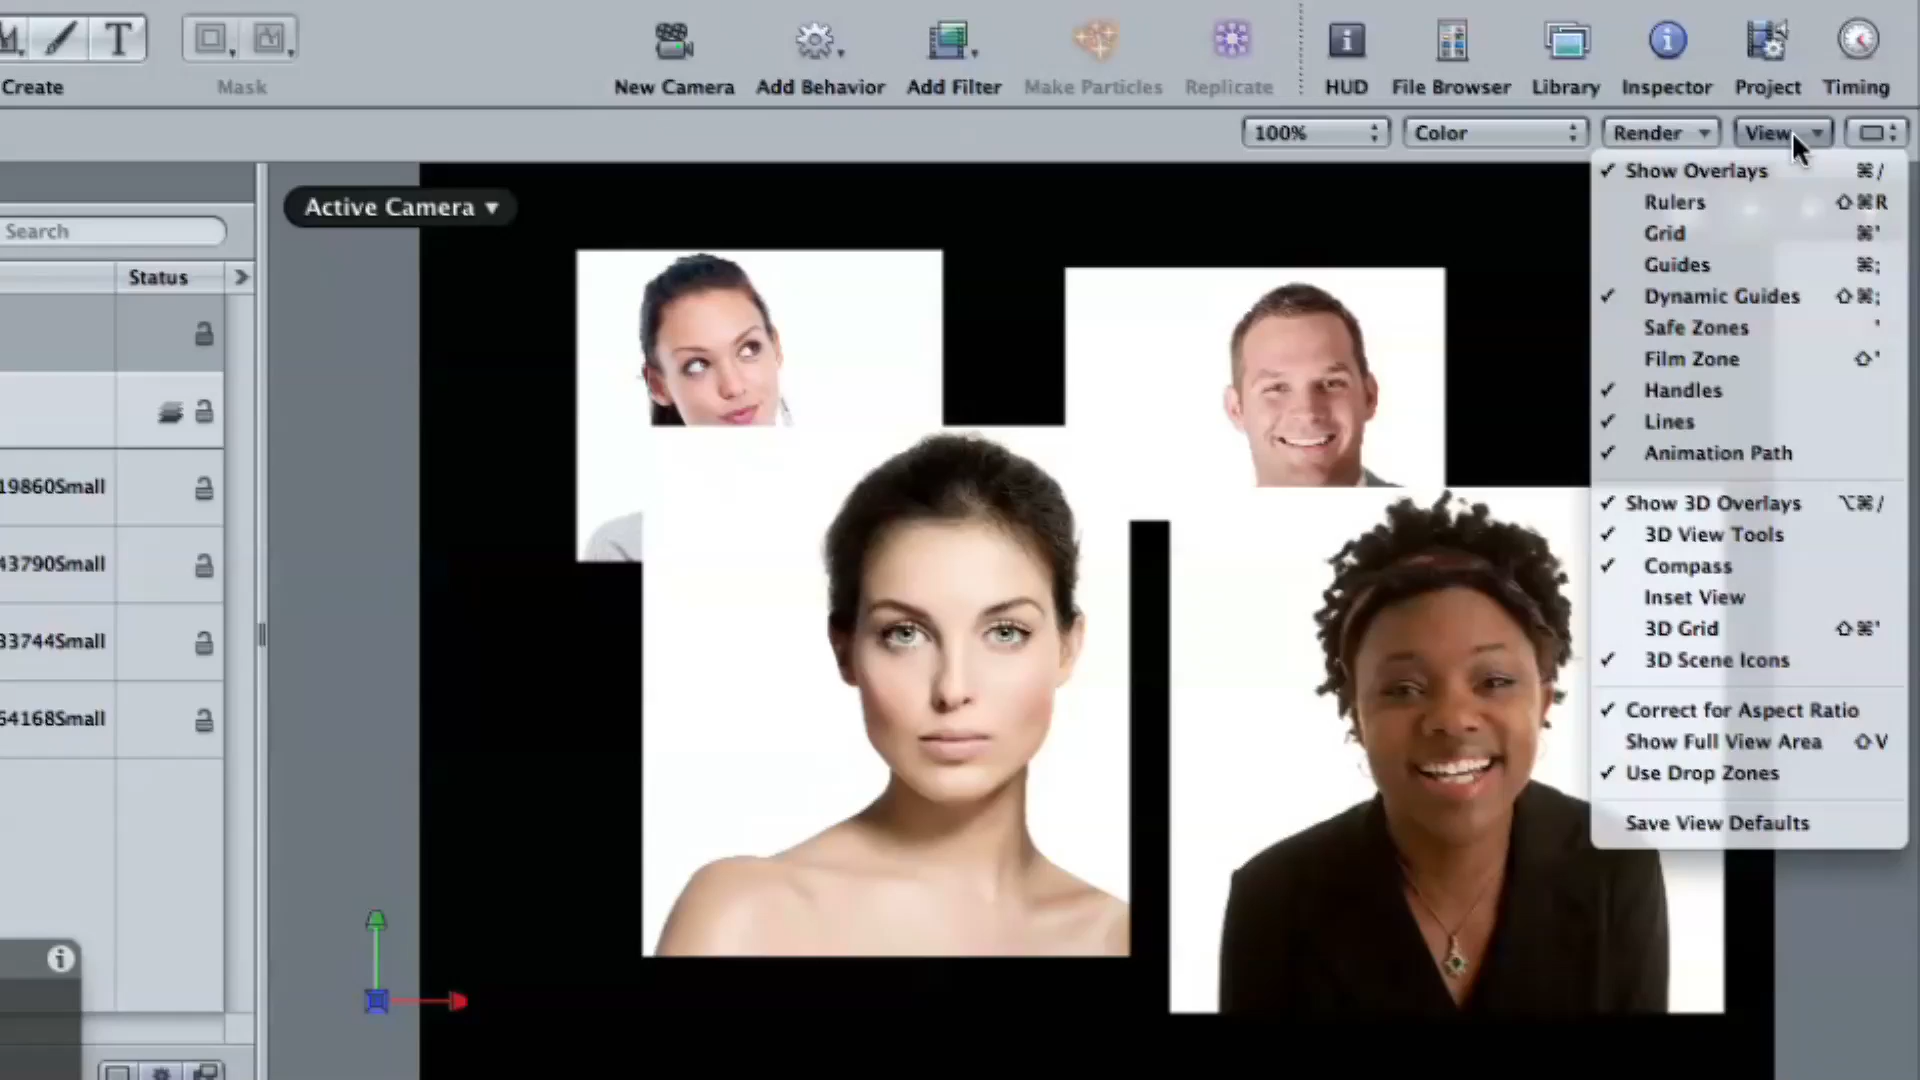 T
Create
Mask
New Camera
Add Behavior
Add Filter
Make Particles
Replicate
HUD
File Browser
Library
Inspector
Project
Timing
100%
Color
Render
View
Active Camera
Search
Status
19860Small
43790Small
33744Small
54168Small
✓ Show Overlays ⌘/
Rulers ⇧⌘R
Grid ⌘'
Guides ⌘;
✓ Dynamic Guides ⇧⌘;
Safe Zones '
Film Zone ⇧'
✓ Handles
✓ Lines
✓ Animation Path
✓ Show 3D Overlays ⌥⌘/
✓ 3D View Tools
✓ Compass
Inset View
3D Grid ⇧⌘'
✓ 3D Scene Icons
✓ Correct for Aspect Ratio
Show Full View Area ⇧V
✓ Use Drop Zones
Save View Defaults